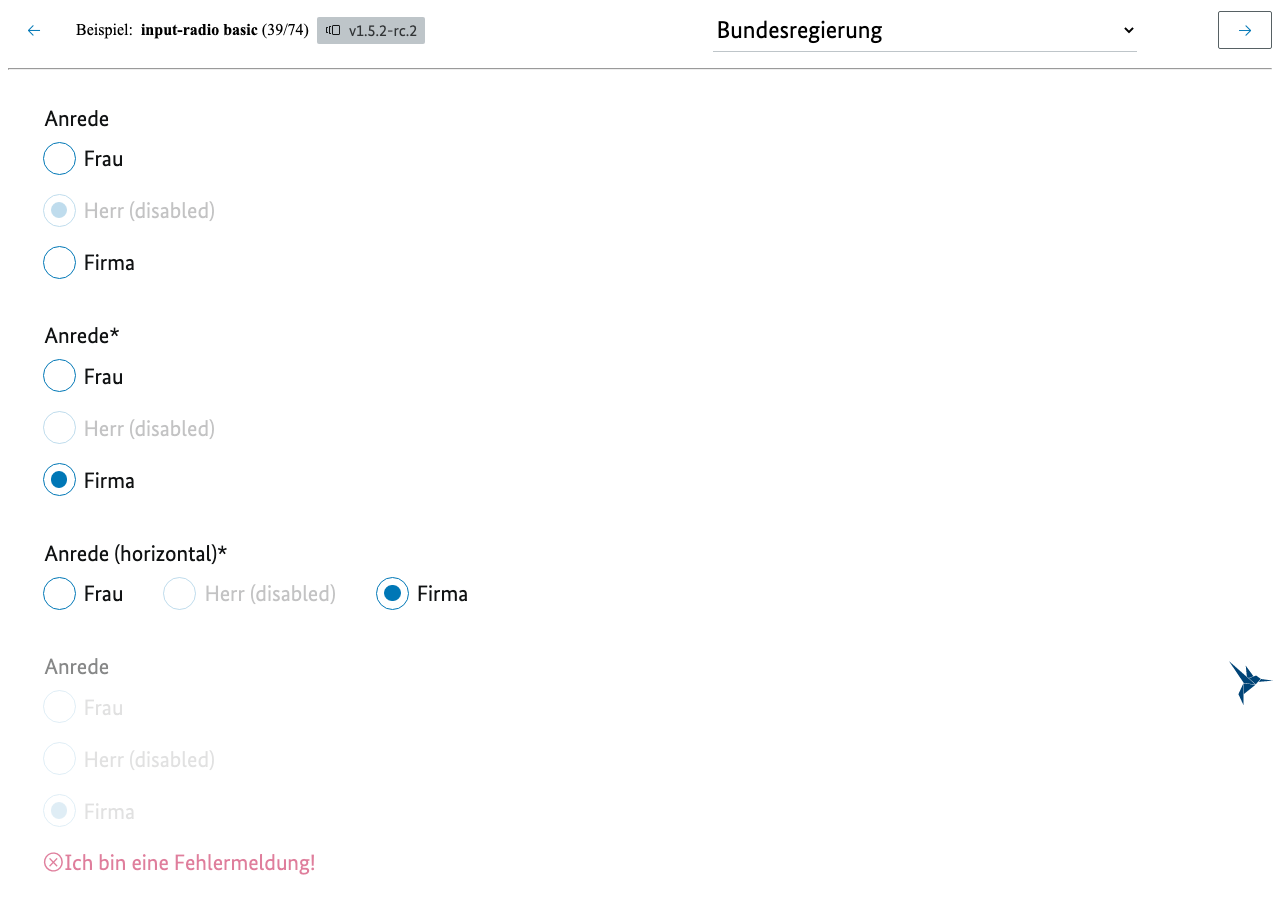 Beispiel: input-radio basic (39/74) v1.5.2-rc.2 Bundesregierung
Anrede
Frau
Herr (disabled)
Firma
Anrede*
Frau
Herr (disabled)
Firma
Anrede (horizontal)*
Frau Herr (disabled) Firma
Anrede
Frau
Herr (disabled)
Firma
Ich bin eine Fehlermeldung!